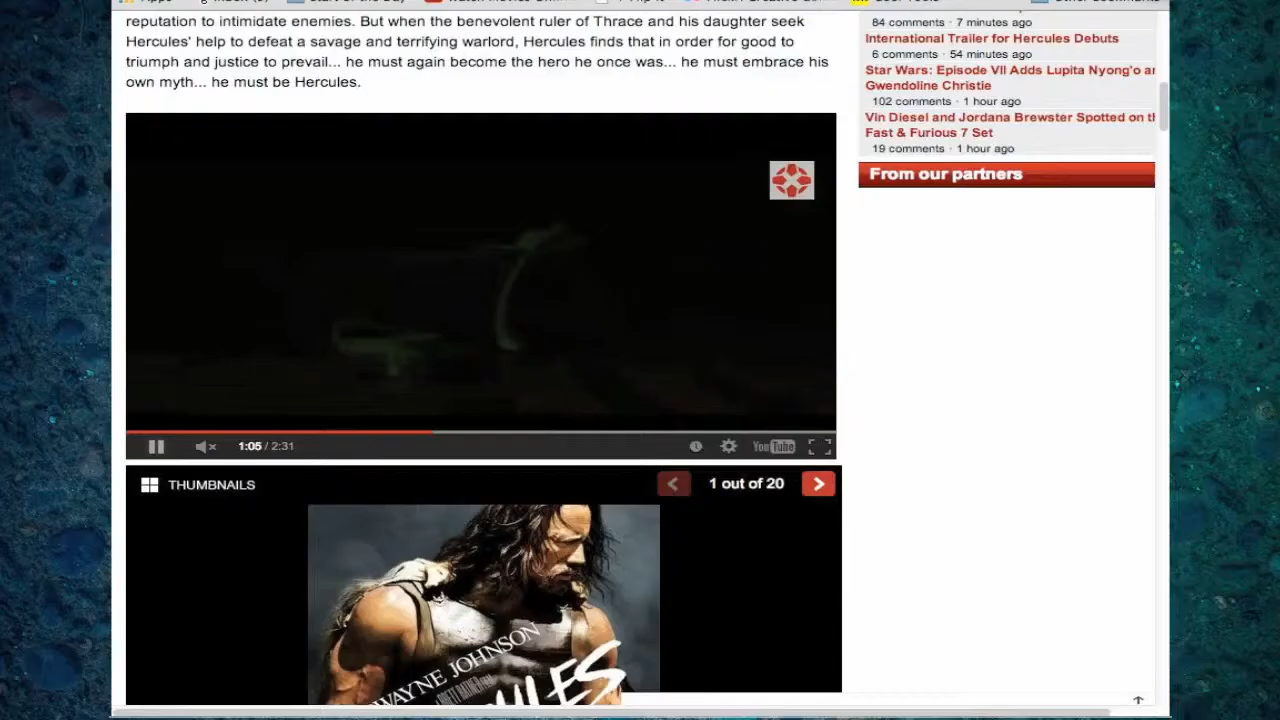 reputation to intimidate enemies. But when the benevolent ruler of Thrace and his daughter seek
Hercules' help to defeat a savage and terrifying warlord, Hercules finds that in order for good to
triumph and justice to prevail... he must again become the hero he once was... he must embrace his
own myth... he must be Hercules.
84 comments · 7 minutes ago
International Trailer for Hercules Debuts
6 comments · 54 minutes ago
Star Wars: Episode VII Adds Lupita Nyong'o
Gwendoline Christie
102 comments · 1 hour ago
Vin Diesel and Jordana Brewster Spotted on
Fast & Furious 7 Set
19 comments · 1 hour ago
From our partners
1:05 / 2:31
YouTube
THUMBNAILS
1 out of 20
WAYNE JOHNSON